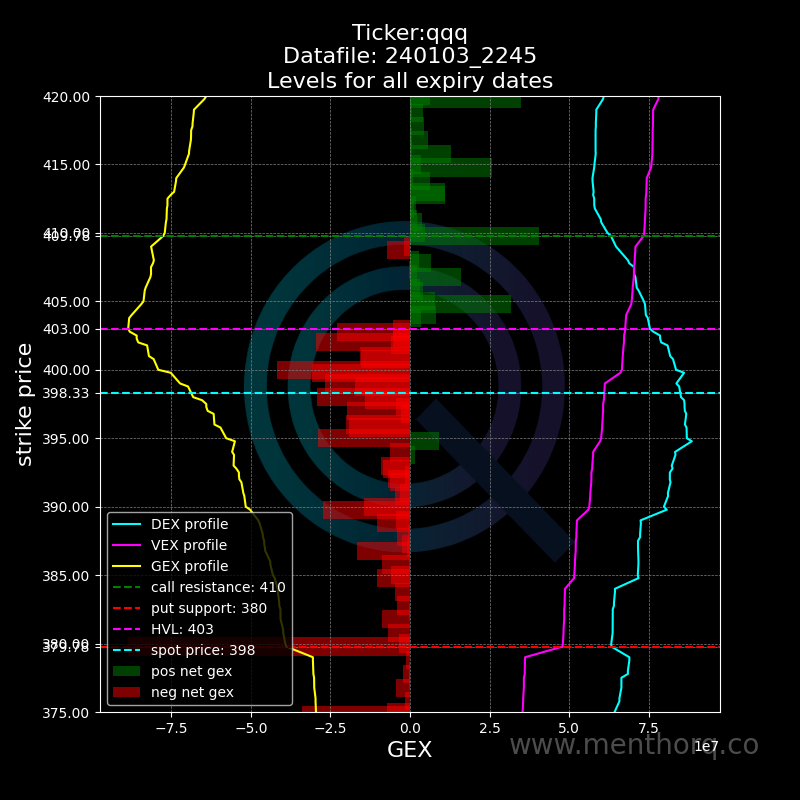 Ticker:qqq
Datafile: 240103_2245
Levels for all expiry dates
420.00
415.00
410.00
409.76
405.00
403.00
400.00
398.33
395.00
390.00
385.00
380.00
379.78
375.00
strike price
DEX profile
VEX profile
GEX profile
call resistance: 410
put support: 380
HVL: 403
spot price: 398
pos net gex
neg net gex
−7.5 −5.0 −2.5 0.0 2.5 5.0 7.5
1e7
GEX
www.menthorq.co